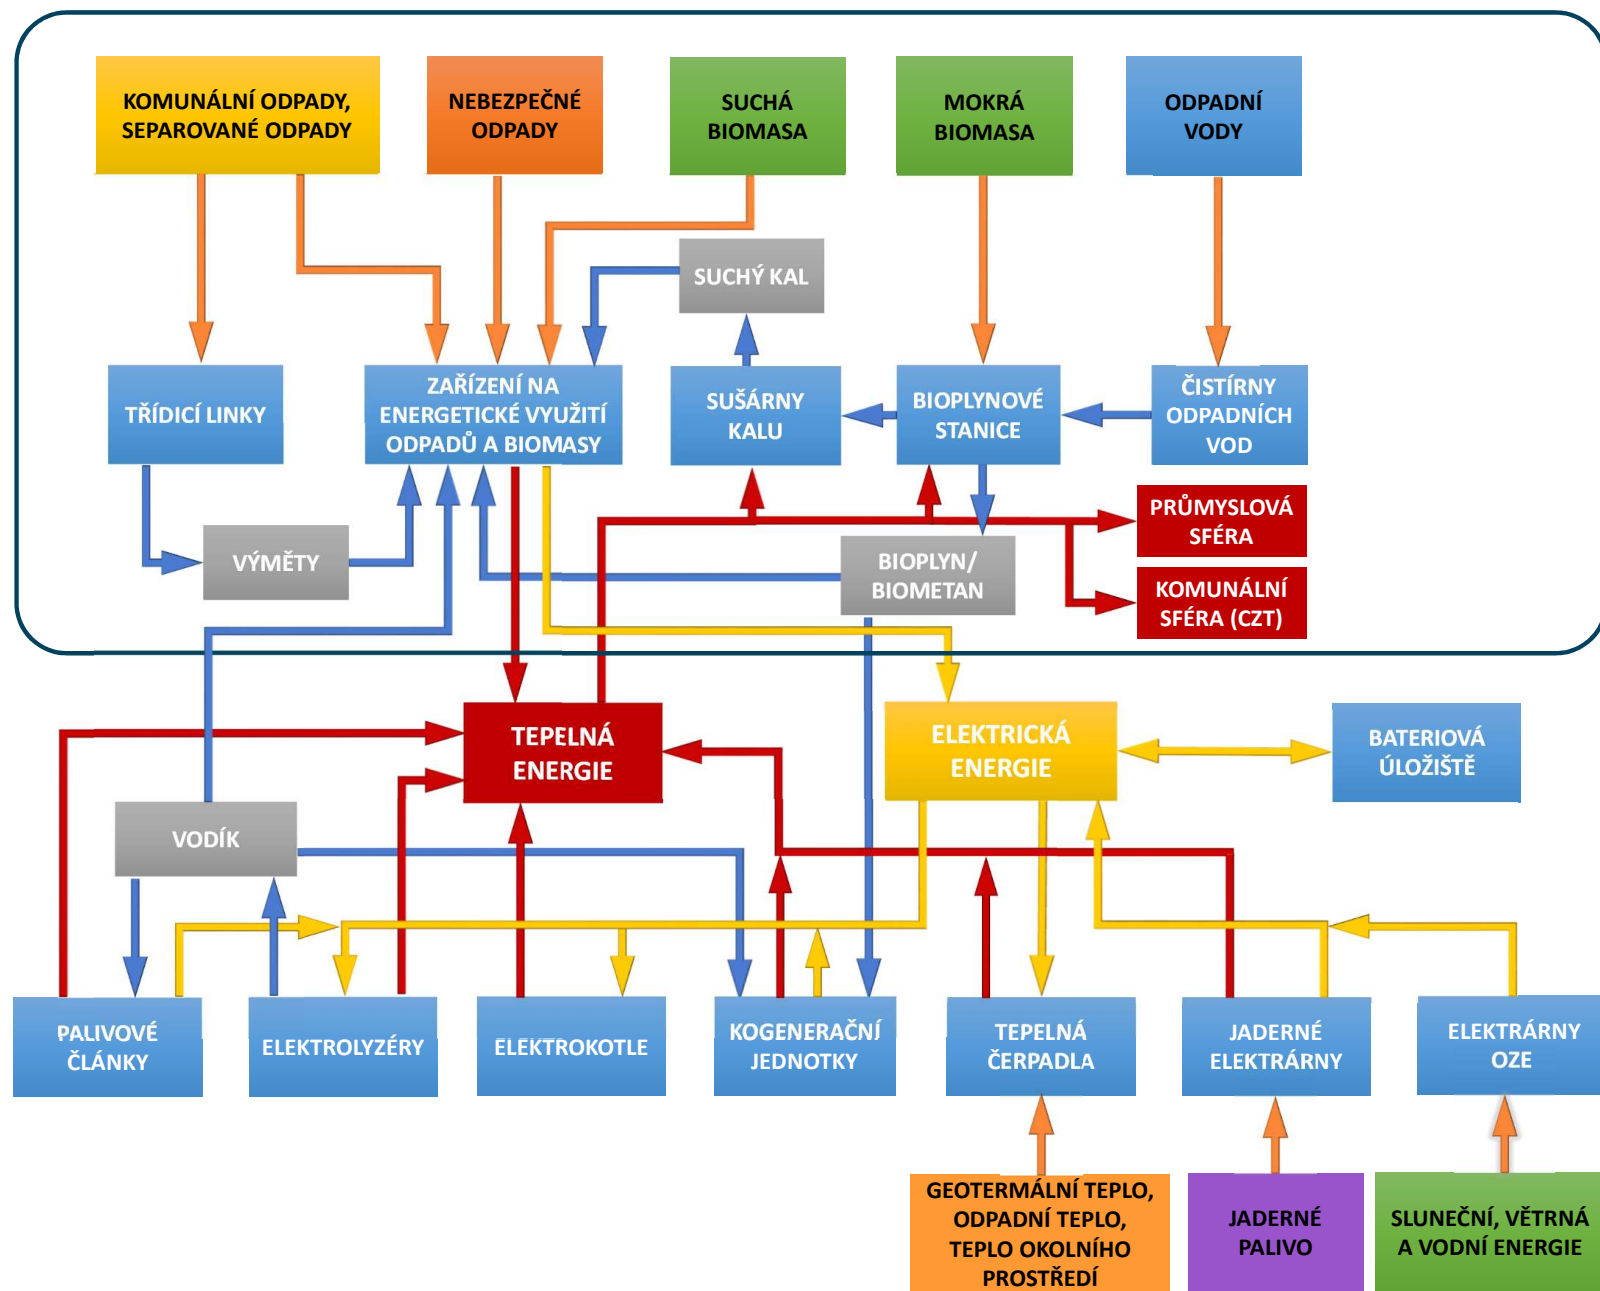 KOMUNÁLNÍ ODPADY,
SEPAROVANÉ ODPADY
NEBEZPEČNÉ
ODPADY
SUCHÁ
BIOMASA
MOKRÁ
BIOMASA
ODPADNÍ
VODY
SUCHÝ KAL
TŘÍDICÍ LINKY
ZAŘÍZENÍ NA
ENERGETICKÉ VYUŽITÍ
ODPADŮ A BIOMASY
SUŠÁRNY
KALU
BIOPLYNOVÉ
STANICE
ČISTÍRNY
ODPADNÍCH
VOD
VÝMĚTY
BIOPLYN/
BIOMETAN
PRŮMYSLOVÁ
SFÉRA
KOMUNÁLNÍ
SFÉRA (CZT)
TEPELNÁ
ENERGIE
ELEKTRICKÁ
ENERGIE
BATERIOVÁ
ÚLOŽIŠTĚ
VODÍK
PALIVOVÉ
ČLÁNKY
ELEKTROLYZÉRY
ELEKTROKOTLE
KOGENERAČNÍ
JEDNOTKY
TEPELNÁ
ČERPADLA
JADERNÉ
ELEKTRÁRNY
ELEKTRÁRNY
OZE
GEOTERMÁLNÍ TEPLO,
ODPADNÍ TEPLO,
TEPLO OKOLNÍHO
PROSTŘEDÍ
JADERNÉ
PALIVO
SLUNEČNÍ, VĚTRNÁ
A VODNÍ ENERGIE